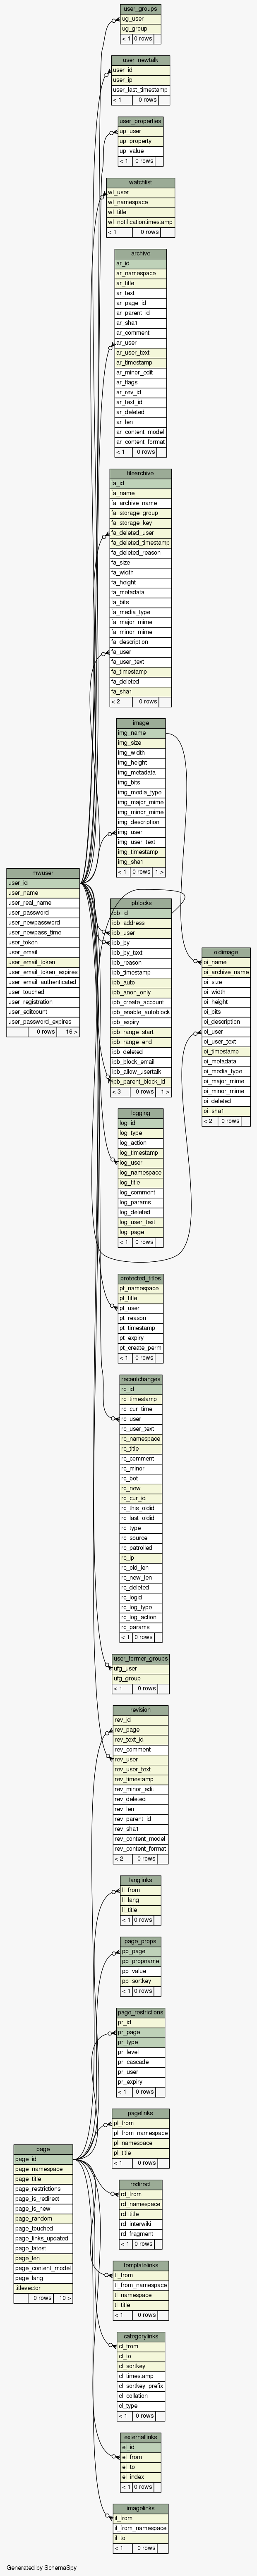 user_groups
ug_user
ug_group
< 1 0 rows
user_newtalk
user_id
user_ip
user_last_timestamp
< 1 0 rows
user_properties
up_user
up_property
up_value
< 1 0 rows
watchlist
wl_user
wl_namespace
wl_title
wl_notificationtimestamp
< 1 0 rows
archive
ar_id
ar_namespace
ar_title
ar_text
ar_page_id
ar_parent_id
ar_sha1
ar_comment
ar_user
ar_user_text
ar_timestamp
ar_minor_edit
ar_flags
ar_rev_id
ar_text_id
ar_deleted
ar_len
ar_content_model
ar_content_format
< 1 0 rows
filearchive
fa_id
fa_name
fa_archive_name
fa_storage_group
fa_storage_key
fa_deleted_user
fa_deleted_timestamp
fa_deleted_reason
fa_size
fa_width
fa_height
fa_metadata
fa_bits
fa_media_type
fa_major_mime
fa_minor_mime
fa_description
fa_user
fa_user_text
fa_timestamp
fa_deleted
fa_sha1
< 2 0 rows
image
img_name
img_size
img_width
img_height
img_metadata
img_bits
img_media_type
img_major_mime
img_minor_mime
img_description
img_user
img_user_text
img_timestamp
img_sha1
< 1 0 rows 1 >
mwuser
user_id
user_name
user_real_name
user_password
user_newpassword
user_newpass_time
user_token
user_email
user_email_token
user_email_token_expires
user_email_authenticated
user_touched
user_registration
user_editcount
user_password_expires
0 rows 16 >
ipblocks
ipb_id
ipb_address
ipb_user
ipb_by
ipb_by_text
ipb_reason
ipb_timestamp
ipb_auto
ipb_anon_only
ipb_create_account
ipb_enable_autoblock
ipb_expiry
ipb_range_start
ipb_range_end
ipb_deleted
ipb_block_email
ipb_allow_usertalk
ipb_parent_block_id
< 3 0 rows 1 >
oldimage
oi_name
oi_archive_name
oi_size
oi_width
oi_height
oi_bits
oi_description
oi_user
oi_user_text
oi_timestamp
oi_metadata
oi_media_type
oi_major_mime
oi_minor_mime
oi_deleted
oi_sha1
< 2 0 rows
logging
log_id
log_type
log_action
log_timestamp
log_user
log_namespace
log_title
log_comment
log_params
log_deleted
log_user_text
log_page
< 1 0 rows
protected_titles
pt_namespace
pt_title
pt_user
pt_reason
pt_timestamp
pt_expiry
pt_create_perm
< 1 0 rows
recentchanges
rc_id
rc_timestamp
rc_cur_time
rc_user
rc_user_text
rc_namespace
rc_title
rc_comment
rc_minor
rc_bot
rc_new
rc_cur_id
rc_this_oldid
rc_last_oldid
rc_type
rc_source
rc_patrolled
rc_ip
rc_old_len
rc_new_len
rc_deleted
rc_logid
rc_log_type
rc_log_action
rc_params
< 1 0 rows
user_former_groups
ufg_user
ufg_group
< 1 0 rows
revision
rev_id
rev_page
rev_text_id
rev_comment
rev_user
rev_user_text
rev_timestamp
rev_minor_edit
rev_deleted
rev_len
rev_parent_id
rev_sha1
rev_content_model
rev_content_format
< 2 0 rows
langlinks
ll_from
ll_lang
ll_title
< 1 0 rows
page_props
pp_page
pp_propname
pp_value
pp_sortkey
< 1 0 rows
page_restrictions
pr_id
pr_page
pr_type
pr_level
pr_cascade
pr_user
pr_expiry
< 1 0 rows
pagelinks
pl_from
pl_from_namespace
pl_namespace
pl_title
< 1 0 rows
page
page_id
page_namespace
page_title
page_restrictions
page_is_redirect
page_is_new
page_random
page_touched
page_links_updated
page_latest
page_len
page_content_model
page_lang
titlevector
0 rows 10 >
redirect
rd_from
rd_namespace
rd_title
rd_interwiki
rd_fragment
< 1 0 rows
templatelinks
tl_from
tl_from_namespace
tl_namespace
tl_title
< 1 0 rows
categorylinks
cl_from
cl_to
cl_sortkey
cl_timestamp
cl_sortkey_prefix
cl_collation
cl_type
< 1 0 rows
externallinks
el_id
el_from
el_to
el_index
< 1 0 rows
imagelinks
il_from
il_from_namespace
il_to
< 1 0 rows
Generated by SchemaSpy